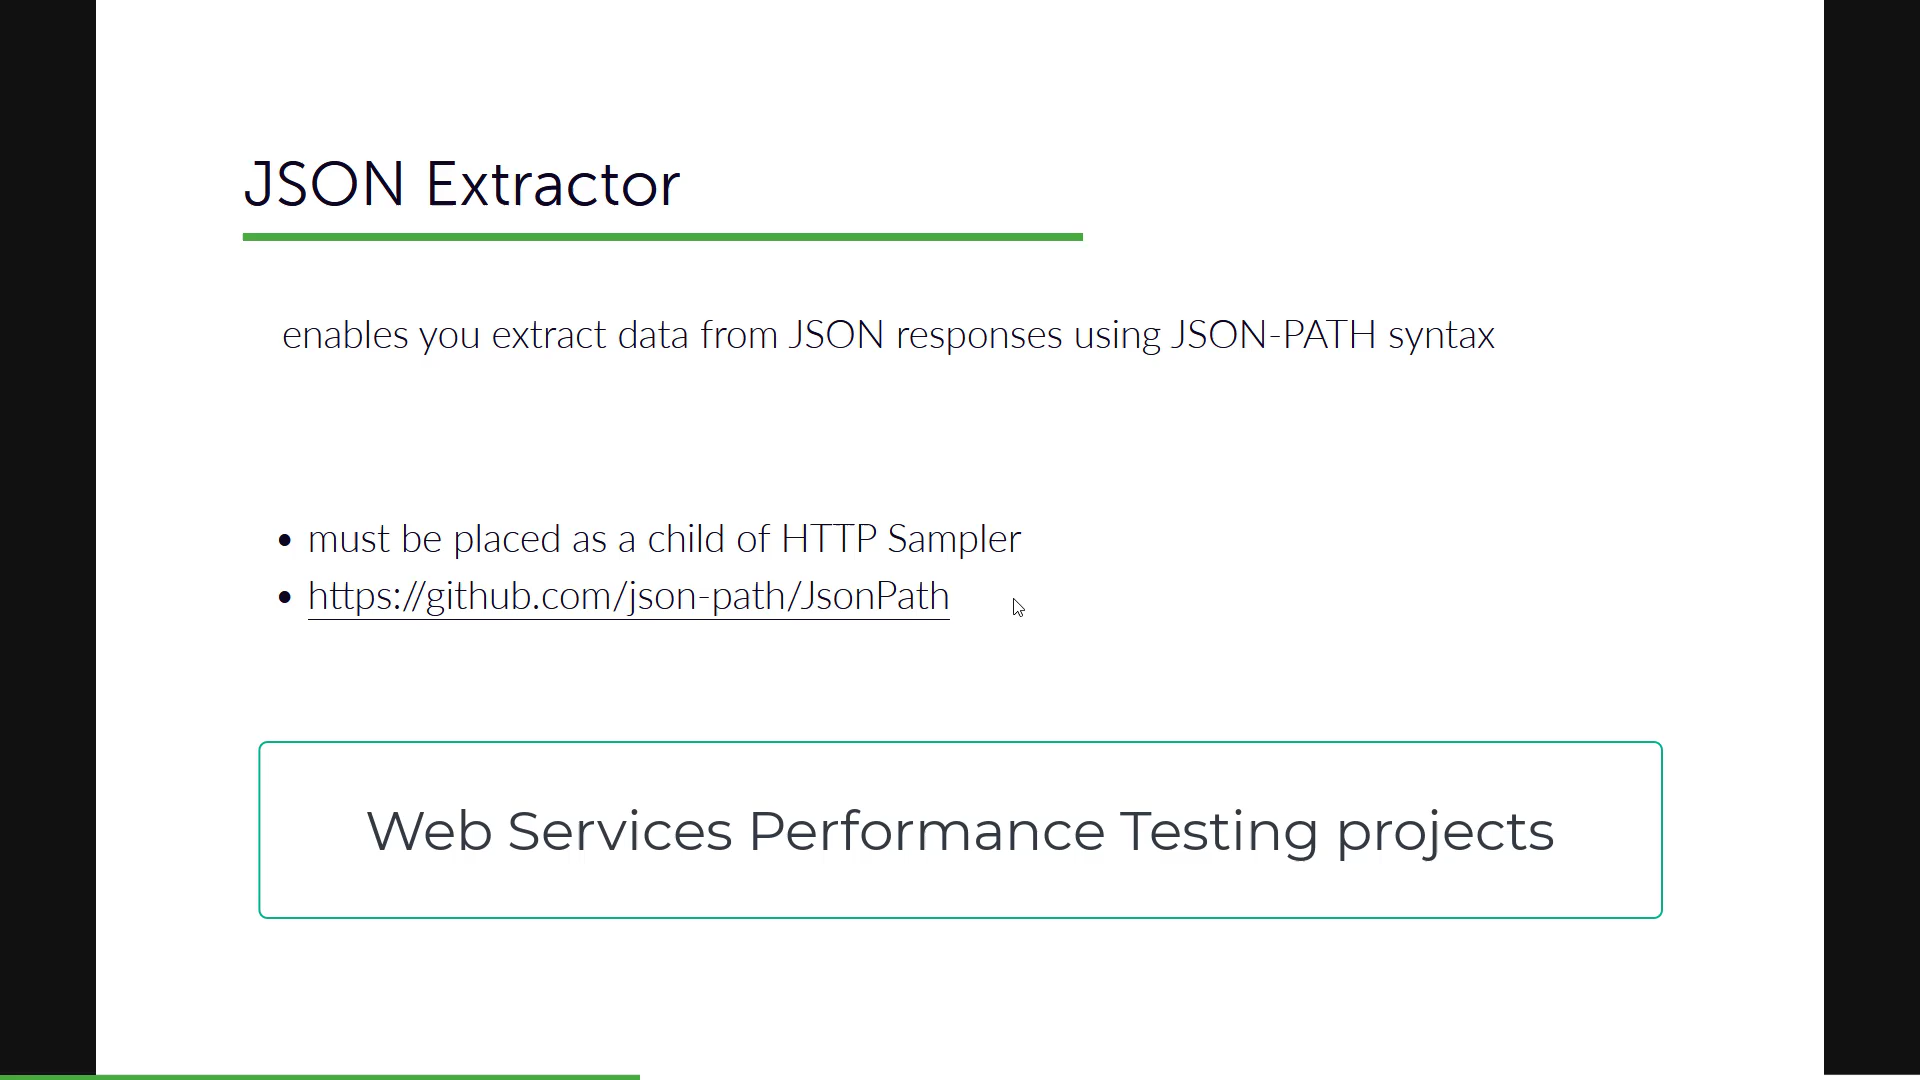 JSON Extractor
enables you extract data from JSON responses using JSON-PATH syntax
• must be placed as a child of HTTP Sampler
• https://github.com/json-path/JsonPath
Web Services Performance Testing projects